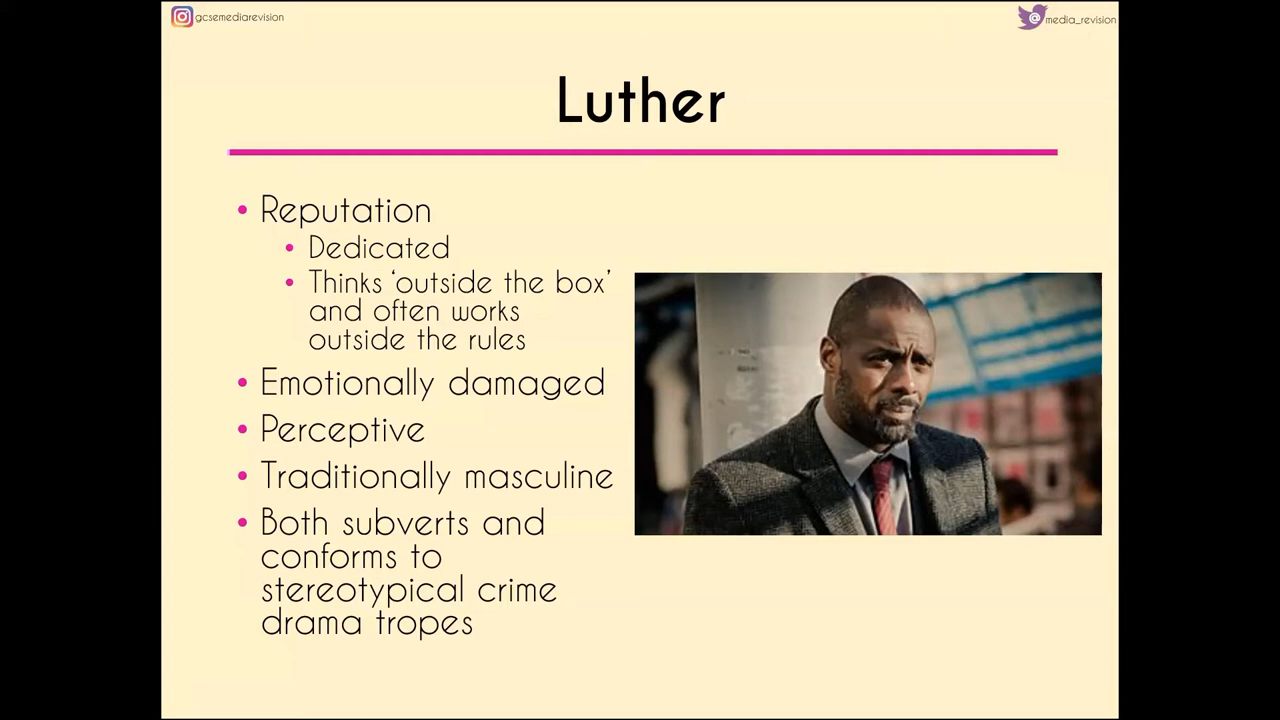 gcsemediarevision
media_revision
Luther
• Reputation
• Dedicated
• Thinks ‘outside the box’
and often works
outside the rules
• Emotionally damaged
• Perceptive
• Traditionally masculine
• Both subverts and
conforms to
stereotypical crime
drama tropes